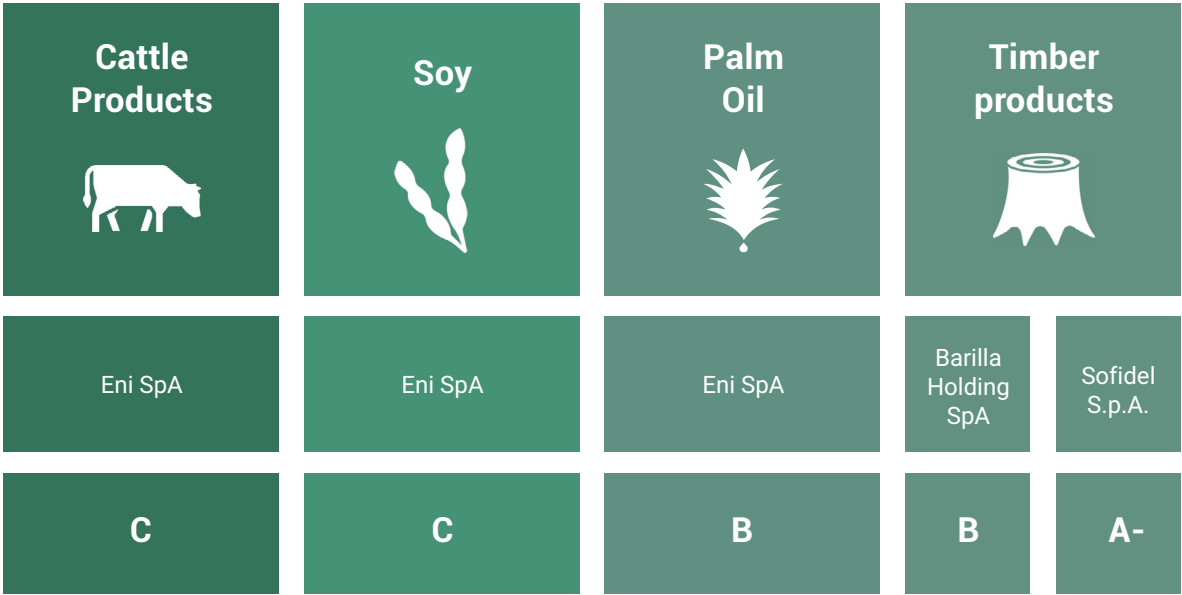 Cattle
Products
Soy
Palm
Oil
Timber
products
Eni SpA
Eni SpA
Eni SpA
Barilla
Holding
SpA
Sofidel
S.p.A.
C
C
B
B
A-